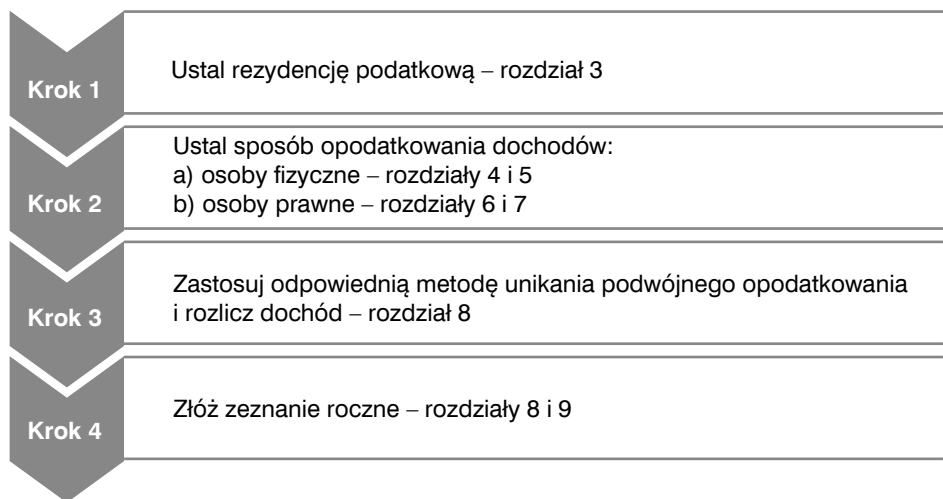 Krok 1
Ustal rezydencję podatkową – rozdział 3
Krok 2
Ustal sposób opodatkowania dochodów:
a) osoby fizyczne – rozdziały 4 i 5
b) osoby prawne – rozdziały 6 i 7
Krok 3
Zastosuj odpowiednią metodę unikania podwójnego opodatkowania
i rozlicz dochód – rozdział 8
Krok 4
Złóż zeznanie roczne – rozdziały 8 i 9